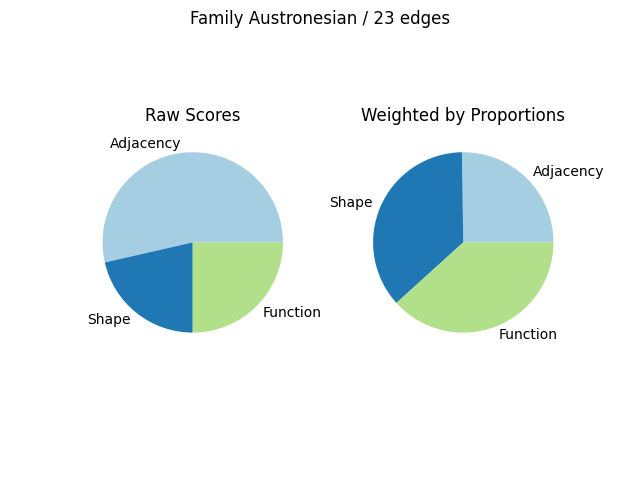 Family Austronesian / 23 edges
Raw Scores
Adjacency
Shape
Function
Weighted by Proportions
Adjacency
Shape
Function